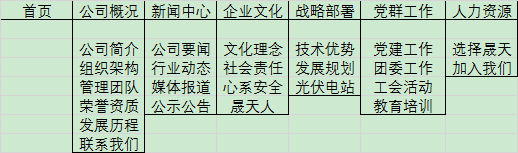 首页 公司概况 新闻中心 企业文化 战略部署 党群工作 人力资源
公司简介 公司要闻 文化理念 技术优势 党建工作 选择晟天
组织架构 行业动态 社会责任 发展规划 团委工作 加入我们
管理团队 媒体报道 心系安全 光伏电站 工会活动
荣誉资质 公示公告 晟天人 教育培训
发展历程
联系我们